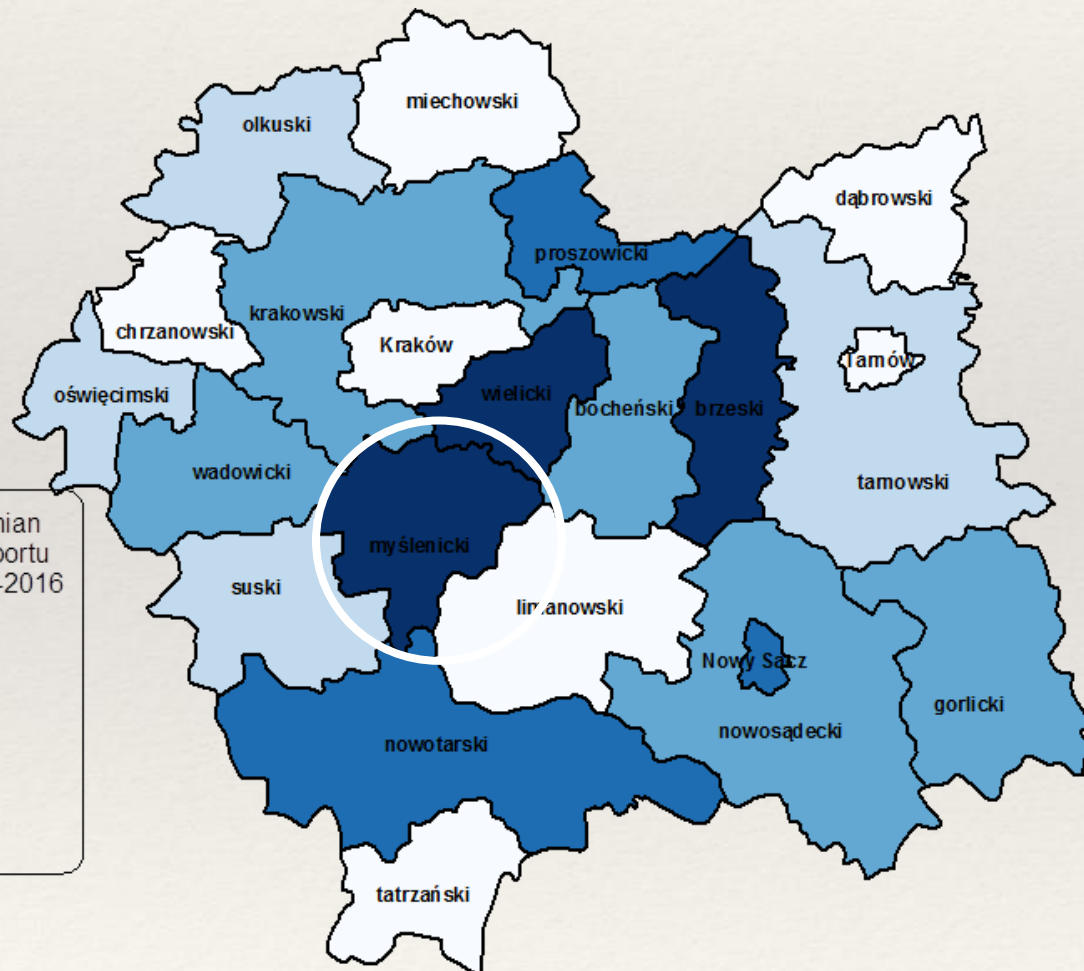 miechowski
olkuski
dąbrowski
proszowicki
krakowski
chrzanowski
Kraków
Tarnów
oświęcimski
wielicki
bocheński
brzeski
wadowicki
tarnowski
mian
portu
-2016
myślenicki
suski
limanowski
Nowy Sącz
gorlicki
nowosądecki
nowotarski
tatrzański